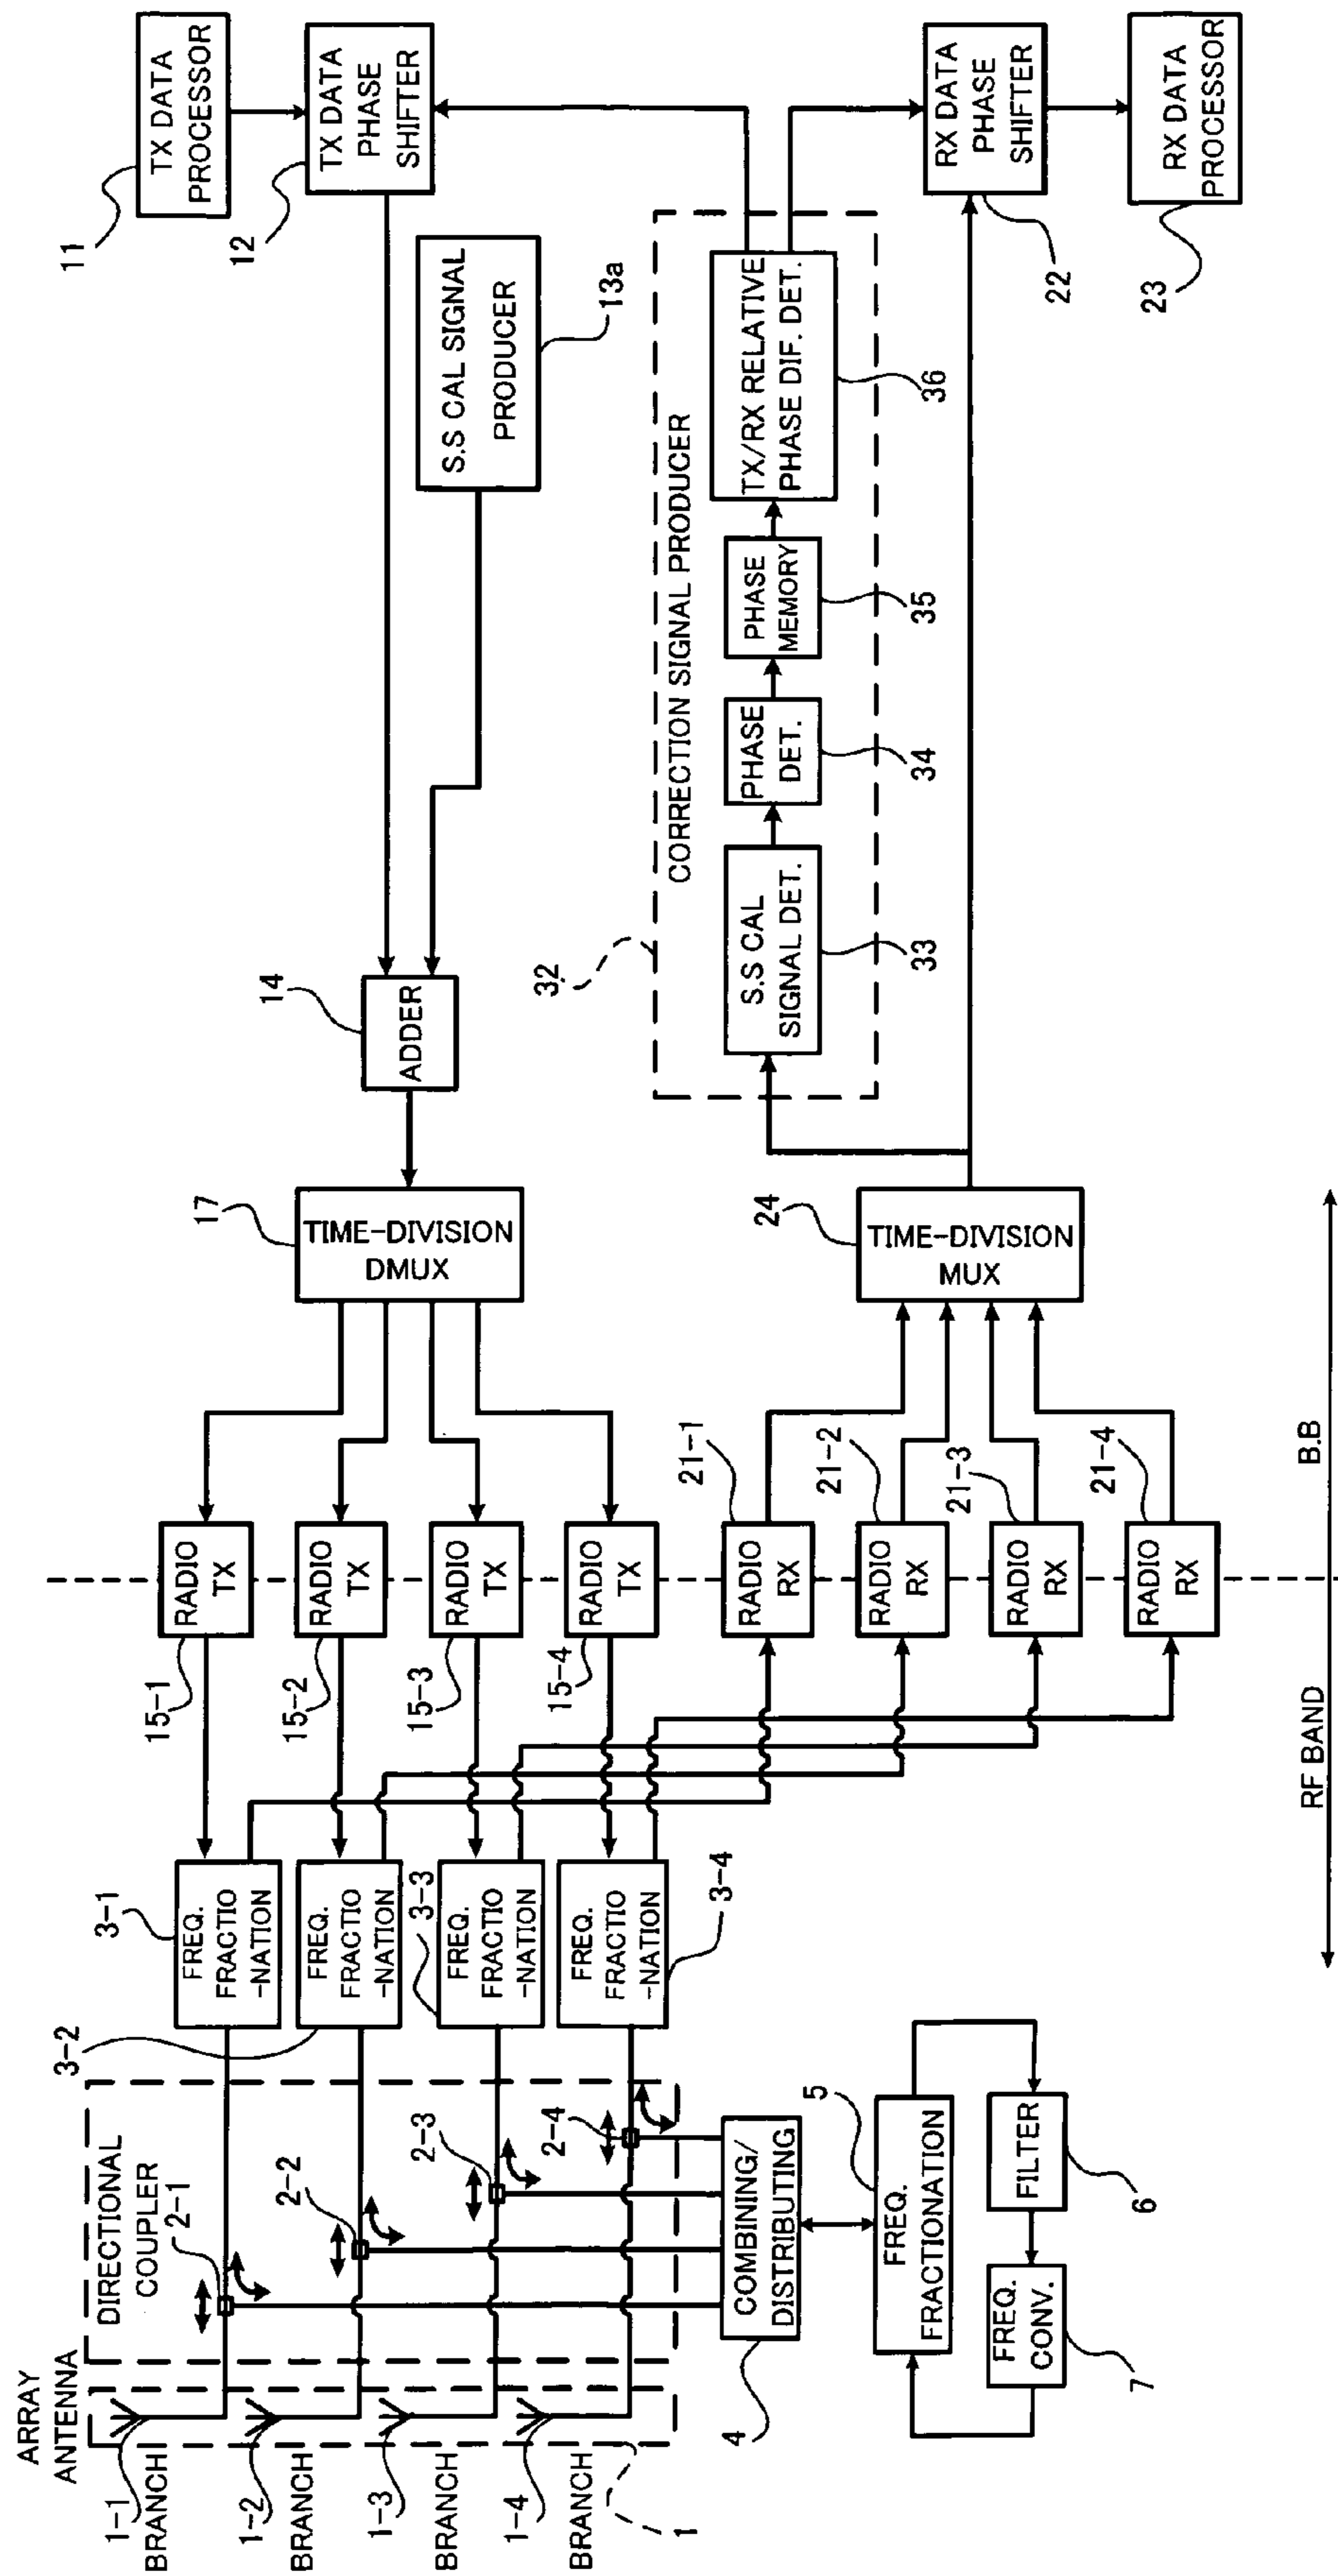 ARRAY
ANTENNA
1-1
BRANCH
1-2
BRANCH
1-3
BRANCH
1-4
BRANCH
1
DIRECTIONAL
COUPLER
2-1
2-2
2-3
2-4
3-1
FREQ.
FRACTIO
-NATION
3-2
FREQ.
FRACTIO
-NATION
3-3
FREQ.
FRACTIO
-NATION
3-4
FREQ.
FRACTIO
-NATION
COMBINING/
DISTRIBUTING
4
5
FREQ.
FRACTIONATION
FILTER
6
FREQ.
CONV.
7
RADIO
TX
15-1
RADIO
TX
15-2
RADIO
TX
15-3
RADIO
TX
15-4
21-1
RADIO
RX
21-2
RADIO
RX
21-3
RADIO
RX
21-4
RADIO
RX
RF BAND
B.B
17
TIME-DIVISION
DMUX
24
TIME-DIVISION
MUX
14
ADDER
32
CORRECTION SIGNAL PRODUCER
S.S CAL
SIGNAL DET.
33
PHASE
DET.
34
PHASE
MEMORY
35
TX/RX RELATIVE
PHASE DIF. DET.
36
S.S CAL SIGNAL
PRODUCER
13a
11
TX DATA
PROCESSOR
12
TX DATA
PHASE
SHIFTER
RX DATA
PHASE
SHIFTER
22
RX DATA
PROCESSOR
23